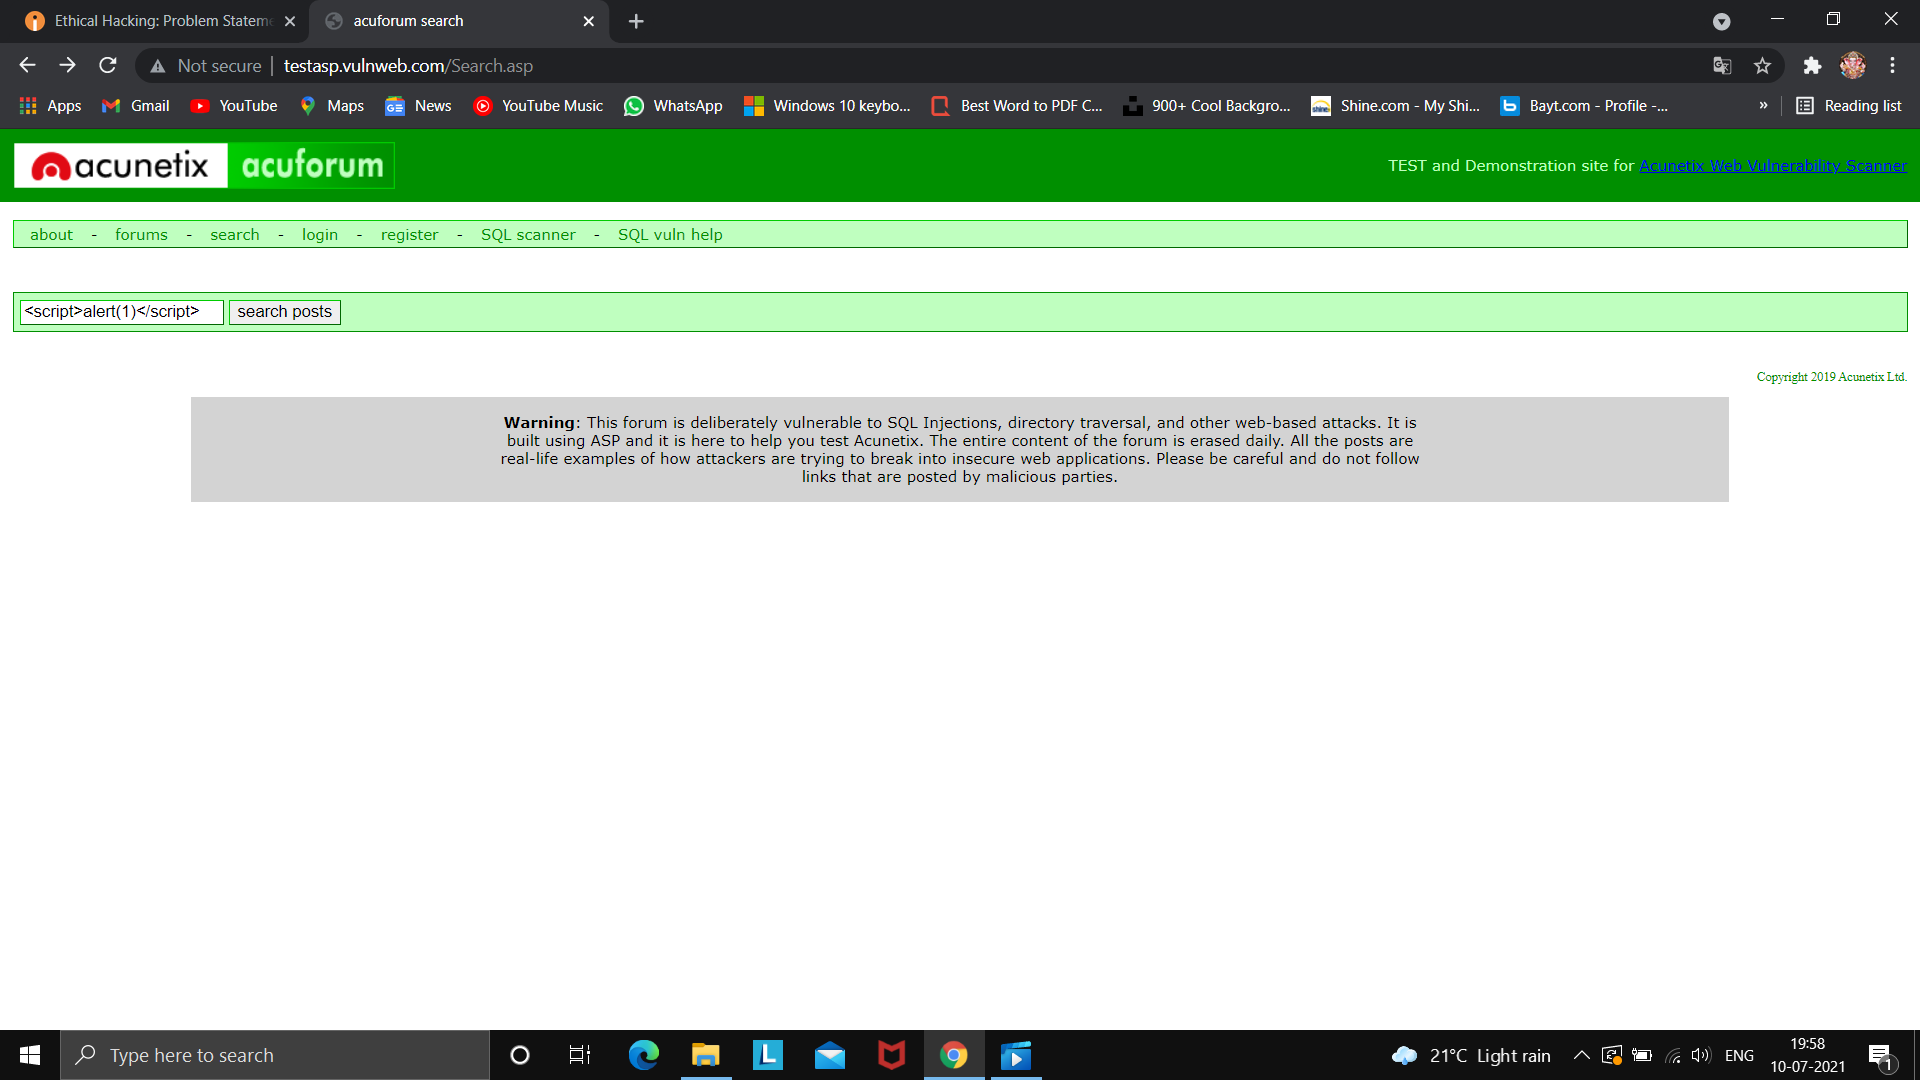 Ethical Hacking: Problem Stateme
acuforum search
Not secure
testasp.vulnweb.com/Search.asp
Apps
Gmail
YouTube
Maps
News
YouTube Music
WhatsApp
Windows 10 keybo...
Best Word to PDF C...
900+ Cool Backgro...
Shine.com - My Shi...
Bayt.com - Profile -...
»
Reading list
acunetix acuforum
TEST and Demonstration site for Acunetix Web Vulnerability Scanner
about - forums - search - login - register - SQL scanner - SQL vuln help
<script>alert(1)</script> search posts
Copyright 2019 Acunetix Ltd.
Warning: This forum is deliberately vulnerable to SQL Injections, directory traversal, and other web-based attacks. It is
built using ASP and it is here to help you test Acunetix. The entire content of the forum is erased daily. All the posts are
real-life examples of how attackers are trying to break into insecure web applications. Please be careful and do not follow
links that are posted by malicious parties.
Type here to search
21°C Light rain
ENG
19:58
10-07-2021
1